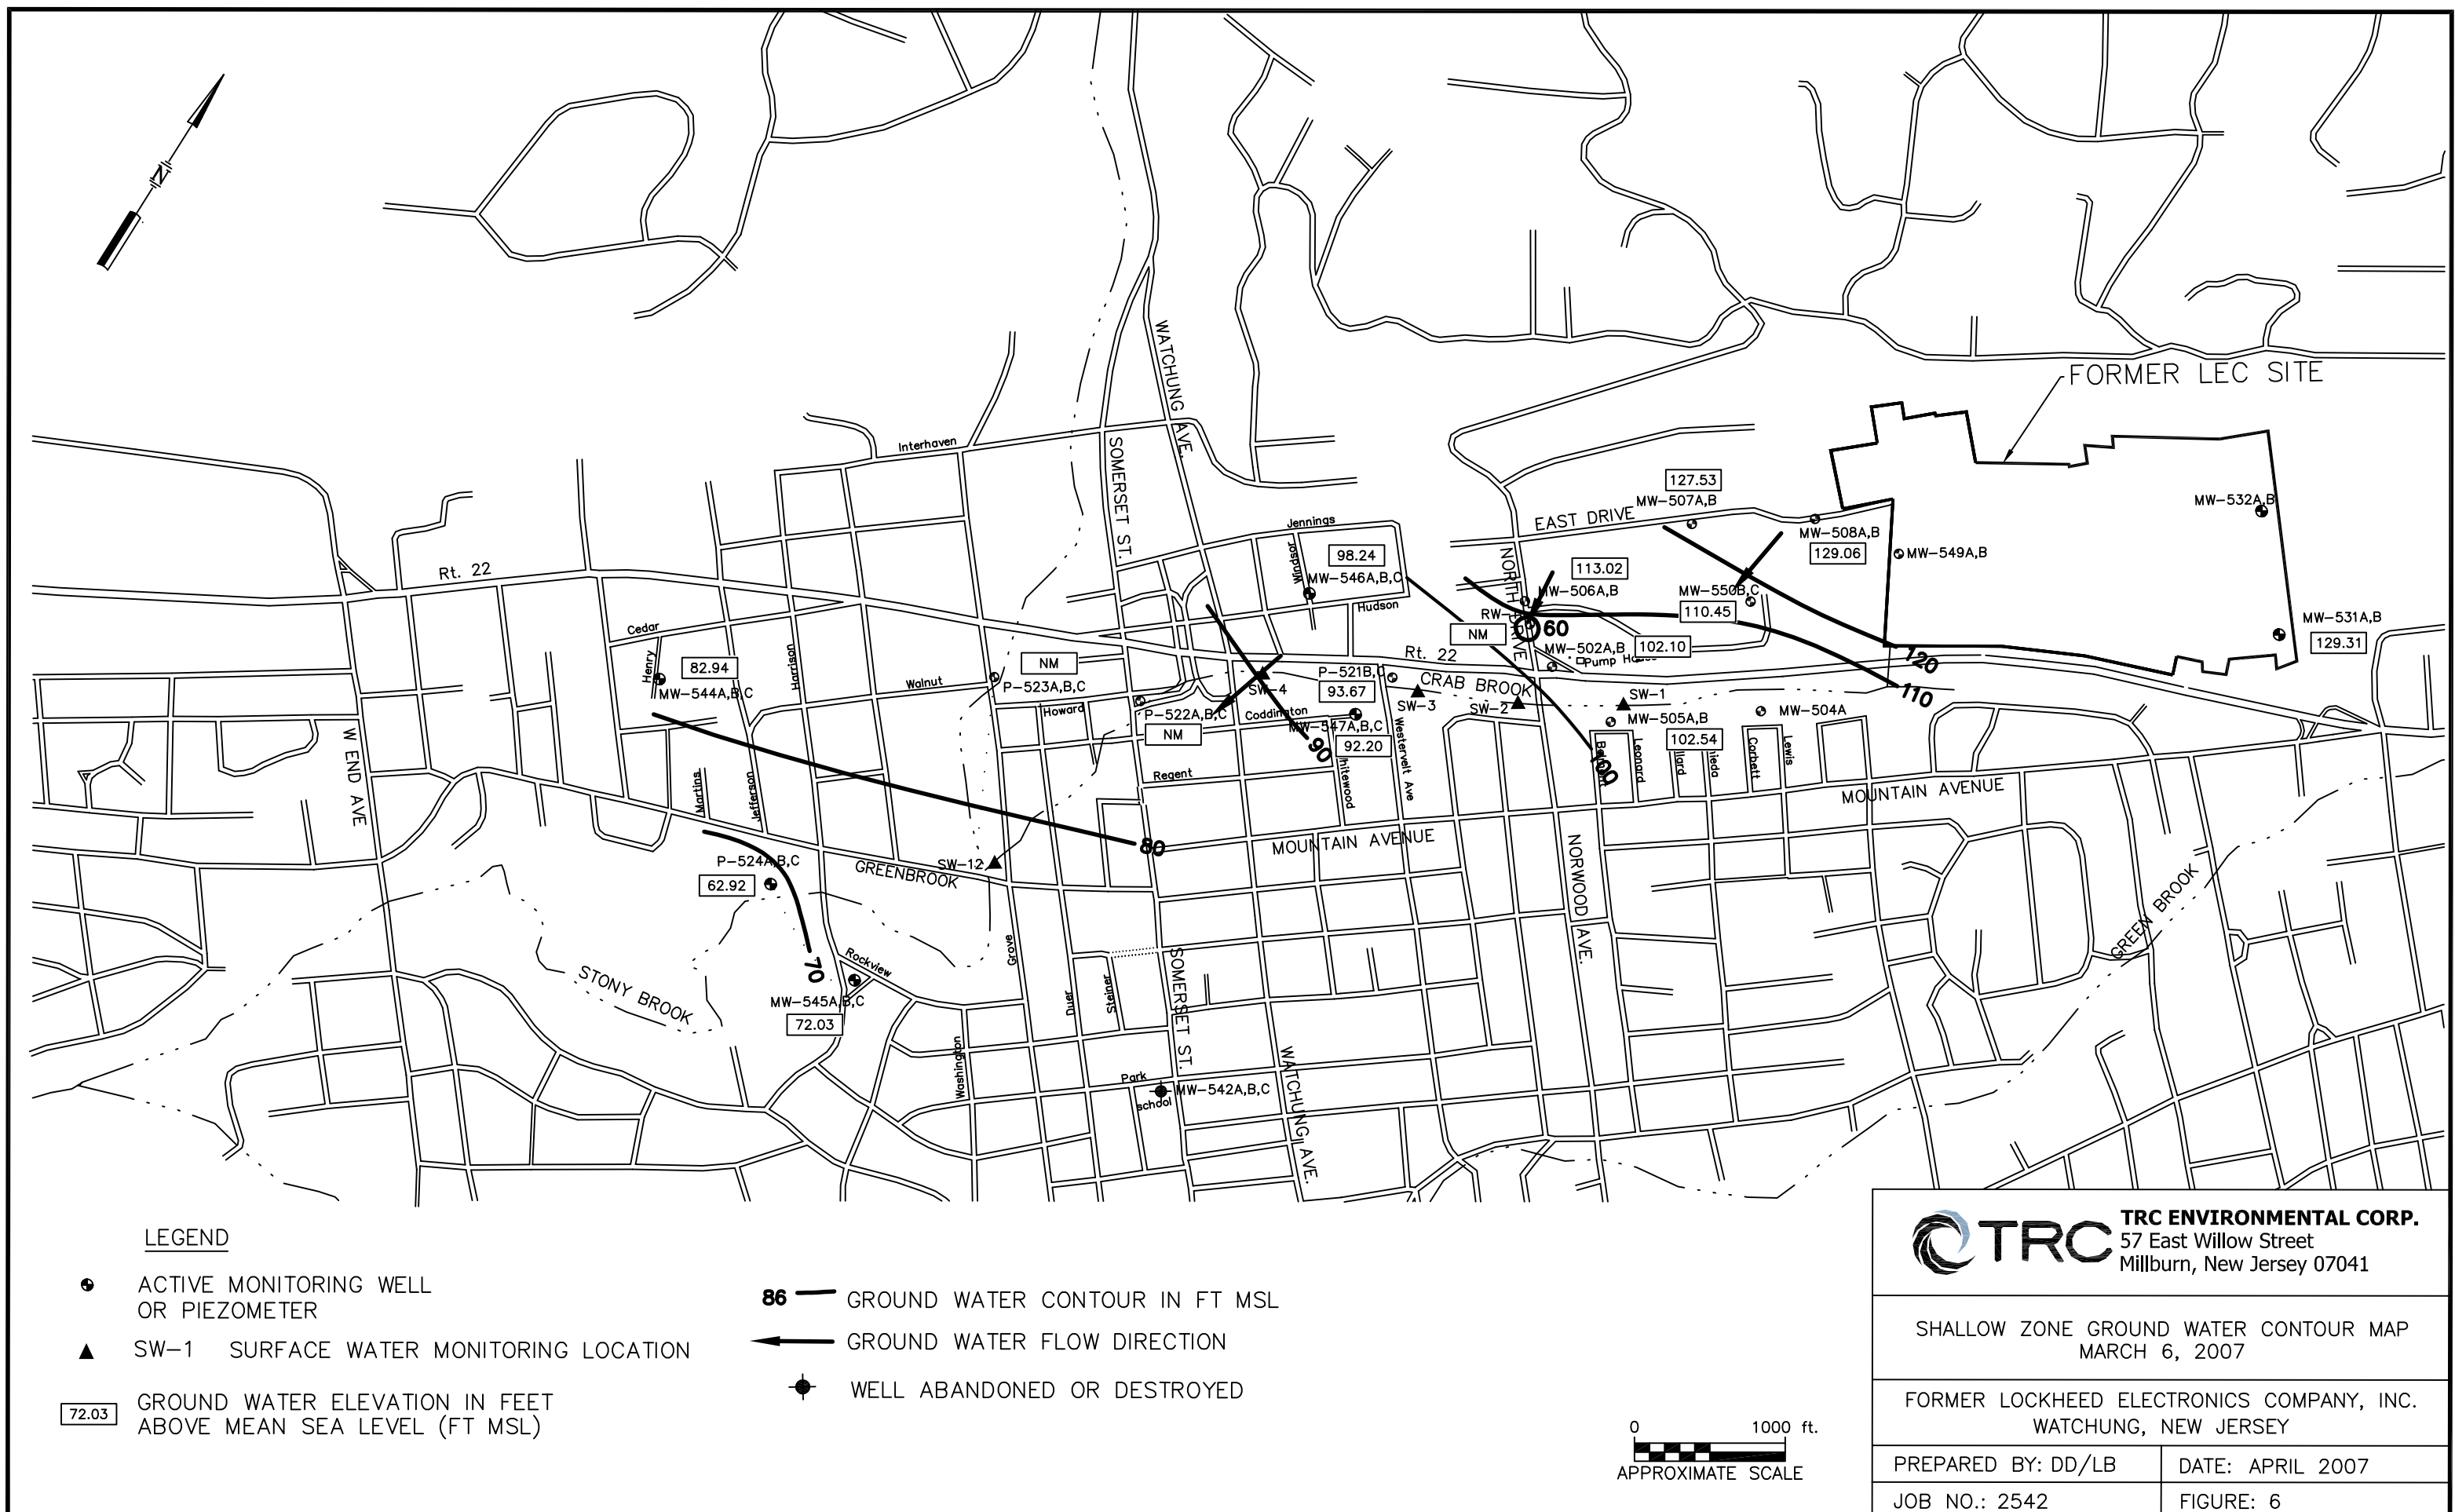 N
FORMER LEC SITE
WATCHUNG AVE.
SOMERSET ST.
Interhaven
Jennings
Windsor
98.24
MW-546A,B,C
Hudson
EAST DRIVE
127.53
MW-507A,B
MW-508A,B
129.06
MW-549A,B
MW-532A,B
MW-531A,B
129.31
113.02
MW-506A,B
MW-550B,C
110.45
NM
60
MW-502A,B
102.10
120
110
Rt. 22
Rt. 22
Cedar
Henry
82.94
MW-544A,B,C
Harrison
Walnut
NM
P-523A,B,C
Howard
P-522A,B,C
NM
SW-4
Coddington
P-521B,C
93.67
MW-547A,B,C
92.20
90
CRAB BROOK
SW-3
SW-2
SW-1
MW-505A,B
MW-504A
102.54
100
Leonard
Corbett
Lewis
Westervelt Ave
Regent
MOUNTAIN AVENUE
MOUNTAIN AVENUE
W END AVE
Martins
Jefferson
80
SW-12
GREENBROOK
P-524A,B,C
62.92
70
Rockview
MW-545A,B,C
72.03
STONY BROOK
Grove
Duer
Steiner
SOMERSET ST.
Washington
Park
school
MW-542A,B,C
WATCHUNG AVE.
NORWOOD AVE.
GREEN BROOK
LEGEND
ACTIVE MONITORING WELL
OR PIEZOMETER
SW-1 SURFACE WATER MONITORING LOCATION
72.03
GROUND WATER ELEVATION IN FEET
ABOVE MEAN SEA LEVEL (FT MSL)
86 GROUND WATER CONTOUR IN FT MSL
GROUND WATER FLOW DIRECTION
WELL ABANDONED OR DESTROYED
0 1000 ft.
APPROXIMATE SCALE
TRC
TRC ENVIRONMENTAL CORP.
57 East Willow Street
Millburn, New Jersey 07041
SHALLOW ZONE GROUND WATER CONTOUR MAP
MARCH 6, 2007
FORMER LOCKHEED ELECTRONICS COMPANY, INC.
WATCHUNG, NEW JERSEY
PREPARED BY: DD/LB
DATE: APRIL 2007
JOB NO.: 2542
FIGURE: 6